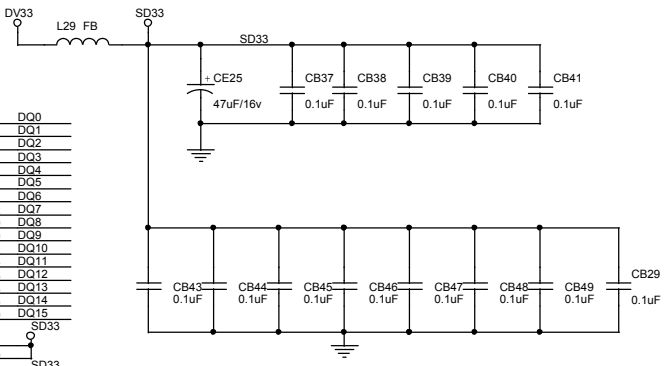 DV33
L29 FB
SD33
SD33
+ CE25
47uF/16v
CB37
0.1uF
CB38
0.1uF
CB39
0.1uF
CB40
0.1uF
CB41
0.1uF
DQ0
DQ1
DQ2
DQ3
DQ4
DQ5
DQ6
DQ7
DQ8
DQ9
DQ10
DQ11
DQ12
DQ13
DQ14
DQ15
SD33
SD33
CB43
0.1uF
CB44
0.1uF
CB45
0.1uF
CB46
0.1uF
CB47
0.1uF
CB48
0.1uF
CB49
0.1uF
CB29
0.1uF